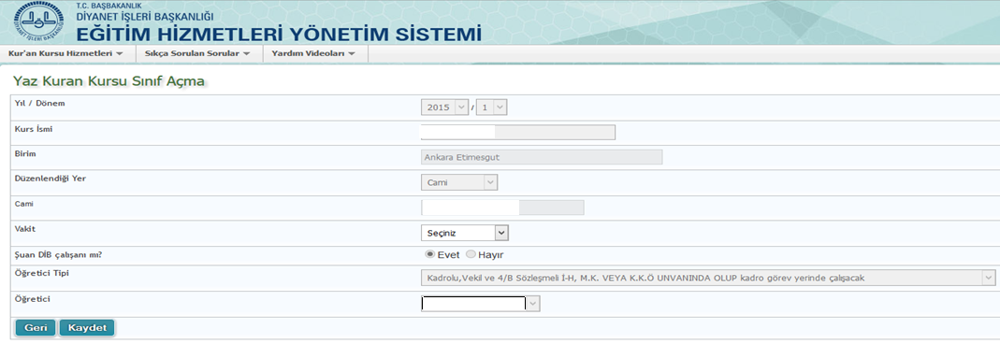 T.C. BAŞBAKANLIK
DİYANET İŞLERİ BAŞKANLIĞI
EĞİTİM HİZMETLERİ YÖNETİM SİSTEMİ
Kur'an Kursu Hizmetleri Sıkça Sorulan Sorular Yardım Videoları
Yaz Kuran Kursu Sınıf Açma
Yıl / Dönem 2015 / 1
Kurs İsmi
Birim Ankara Etimesgut
Düzenlendiği Yer Cami
Cami
Vakit Seçiniz
Şuan DİB çalışanı mı? Evet Hayır
Öğretici Tipi Kadrolu,Vekil ve 4/B Sözleşmeli İ-H, M.K. VEYA K.K.Ö UNVANINDA OLUP kadro görev yerinde çalışacak
Öğretici
Geri Kaydet